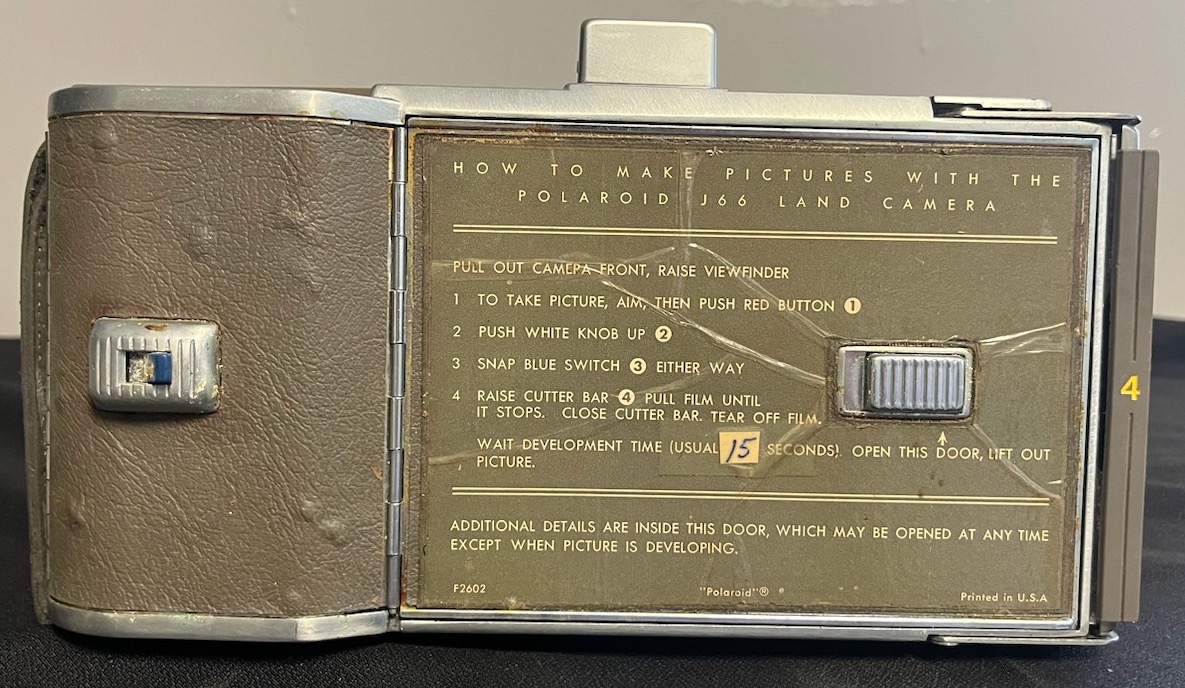 HOW TO MAKE PICTURES WITH THE
POLAROID J66 LAND CAMERA
PULL OUT CAMERA FRONT, RAISE VIEWFINDER
1 TO TAKE PICTURE, AIM, THEN PUSH RED BUTTON 1
2 PUSH WHITE KNOB UP 2
3 SNAP BLUE SWITCH 3 EITHER WAY
4 RAISE CUTTER BAR 4 PULL FILM UNTIL
IT STOPS. CLOSE CUTTER BAR. TEAR OFF FILM.
WAIT DEVELOPMENT TIME (USUAL 15 SECONDS). OPEN THIS DOOR, LIFT OUT
PICTURE.
ADDITIONAL DETAILS ARE INSIDE THIS DOOR, WHICH MAY BE OPENED AT ANY TIME
EXCEPT WHEN PICTURE IS DEVELOPING.
F2602
"Polaroid"®
Printed in U.S.A
4